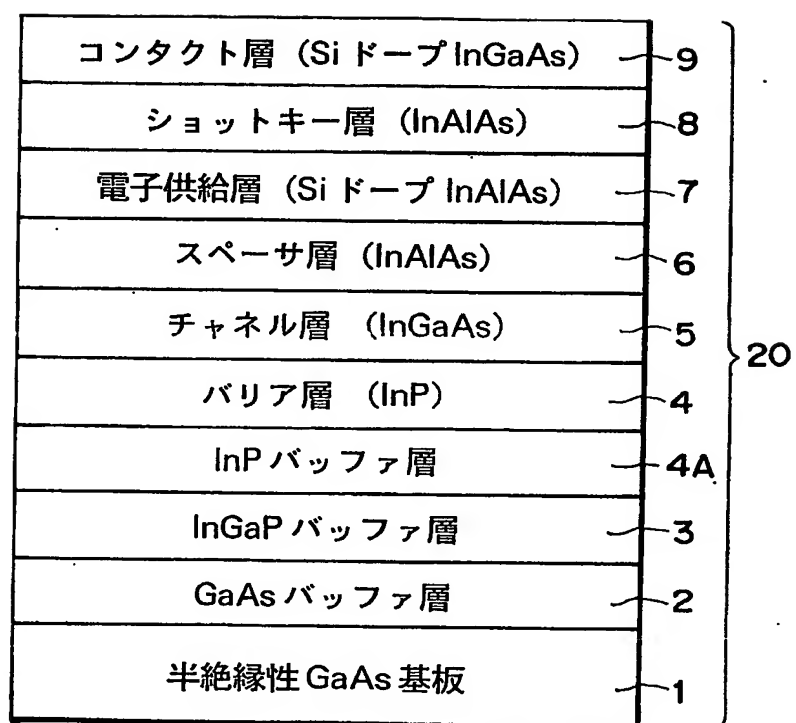 コンタクト層 (Si ドープ InGaAs) 9
ショットキー層 (InAlAs) 8
電子供給層 (Si ドープ InAlAs) 7
スペーサ層 (InAlAs) 6
チャネル層 (InGaAs) 5
20
バリア層 (InP) 4
InP バッファ層 4A
InGaP バッファ層 3
GaAs バッファ層 2
半絶縁性 GaAs 基板 1